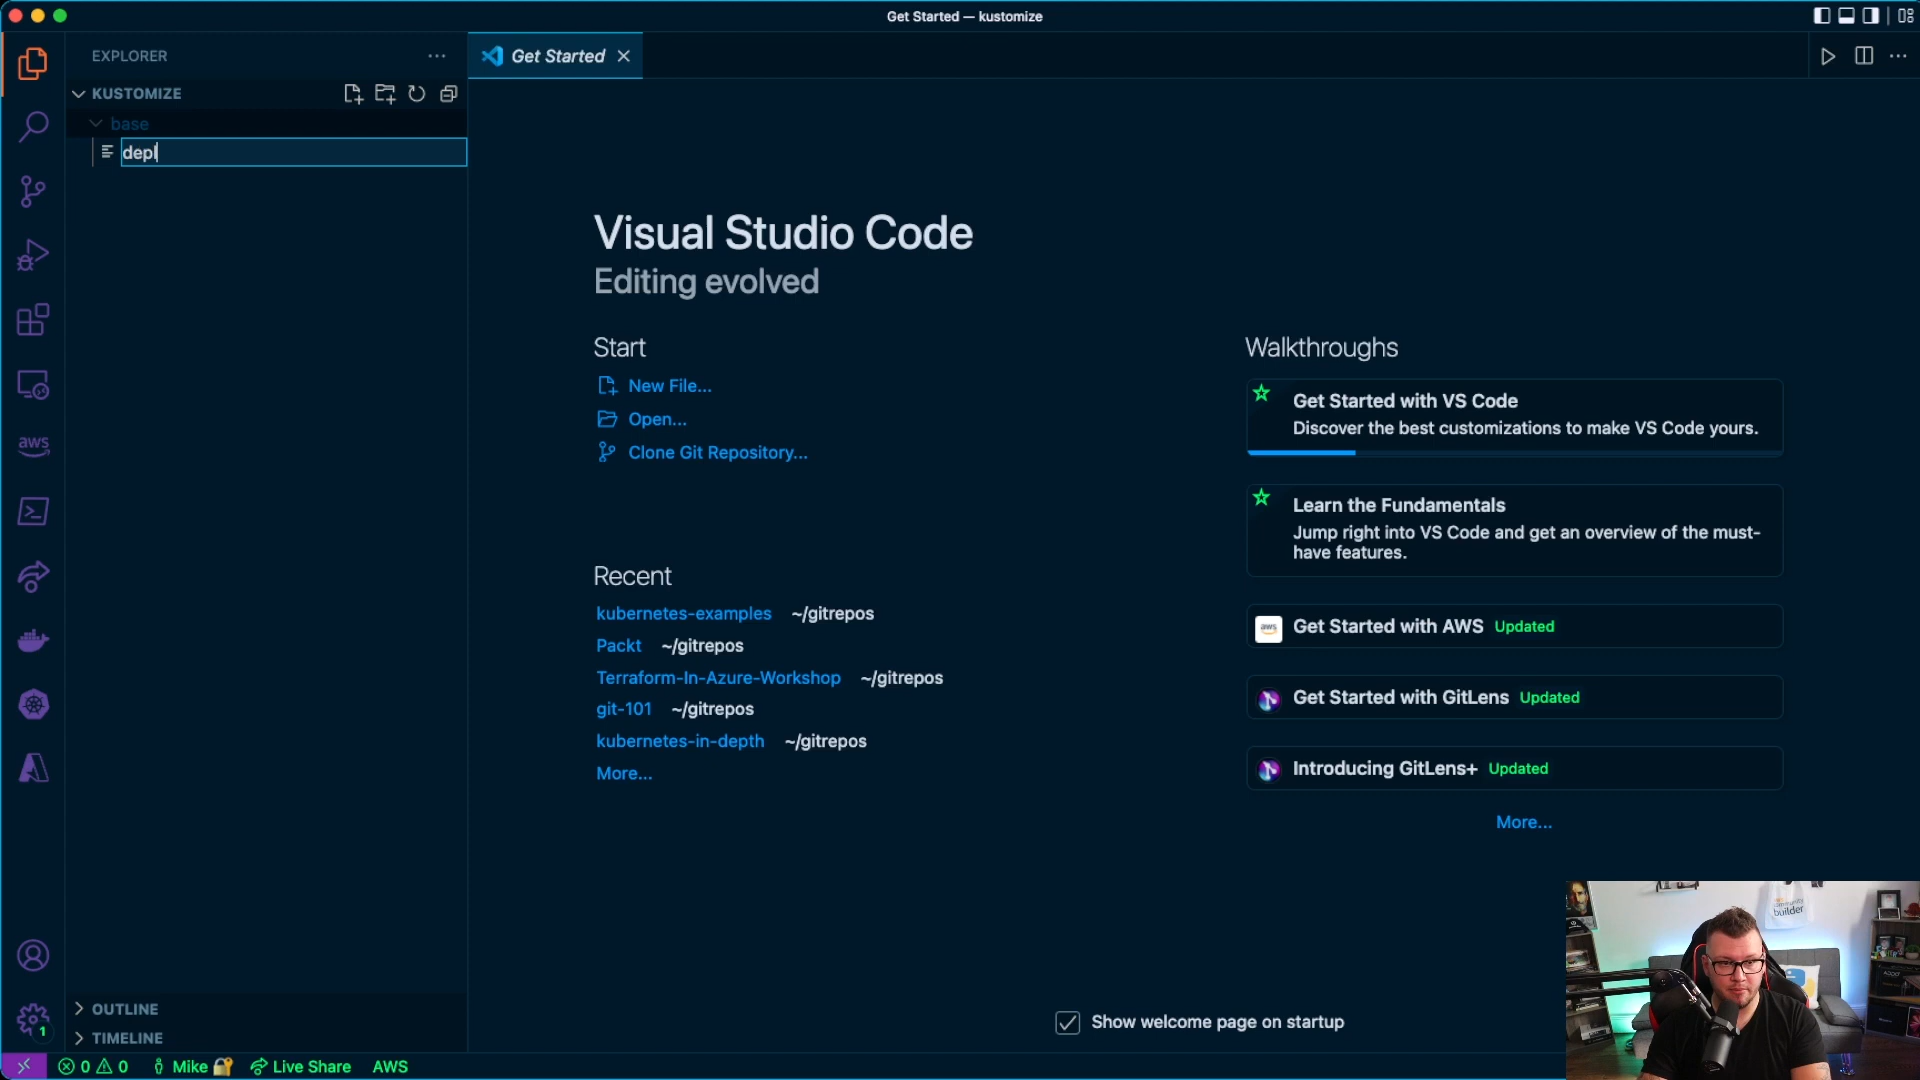 Get Started — kustomize
EXPLORER
Get Started
KUSTOMIZE
base
depl
Visual Studio Code
Editing evolved
Start
New File...
Open...
Clone Git Repository...
Recent
kubernetes-examples ~/gitrepos
Packt ~/gitrepos
Terraform-In-Azure-Workshop ~/gitrepos
git-101 ~/gitrepos
kubernetes-in-depth ~/gitrepos
More...
Walkthroughs
Get Started with VS Code
Discover the best customizations to make VS Code yours.
Learn the Fundamentals
Jump right into VS Code and get an overview of the must-
have features.
aws
Get Started with AWS Updated
Get Started with GitLens Updated
Introducing GitLens+ Updated
More...
aws
builder
OUTLINE
TIMELINE
Show welcome page on startup
1
0 0 Mike Live Share AWS